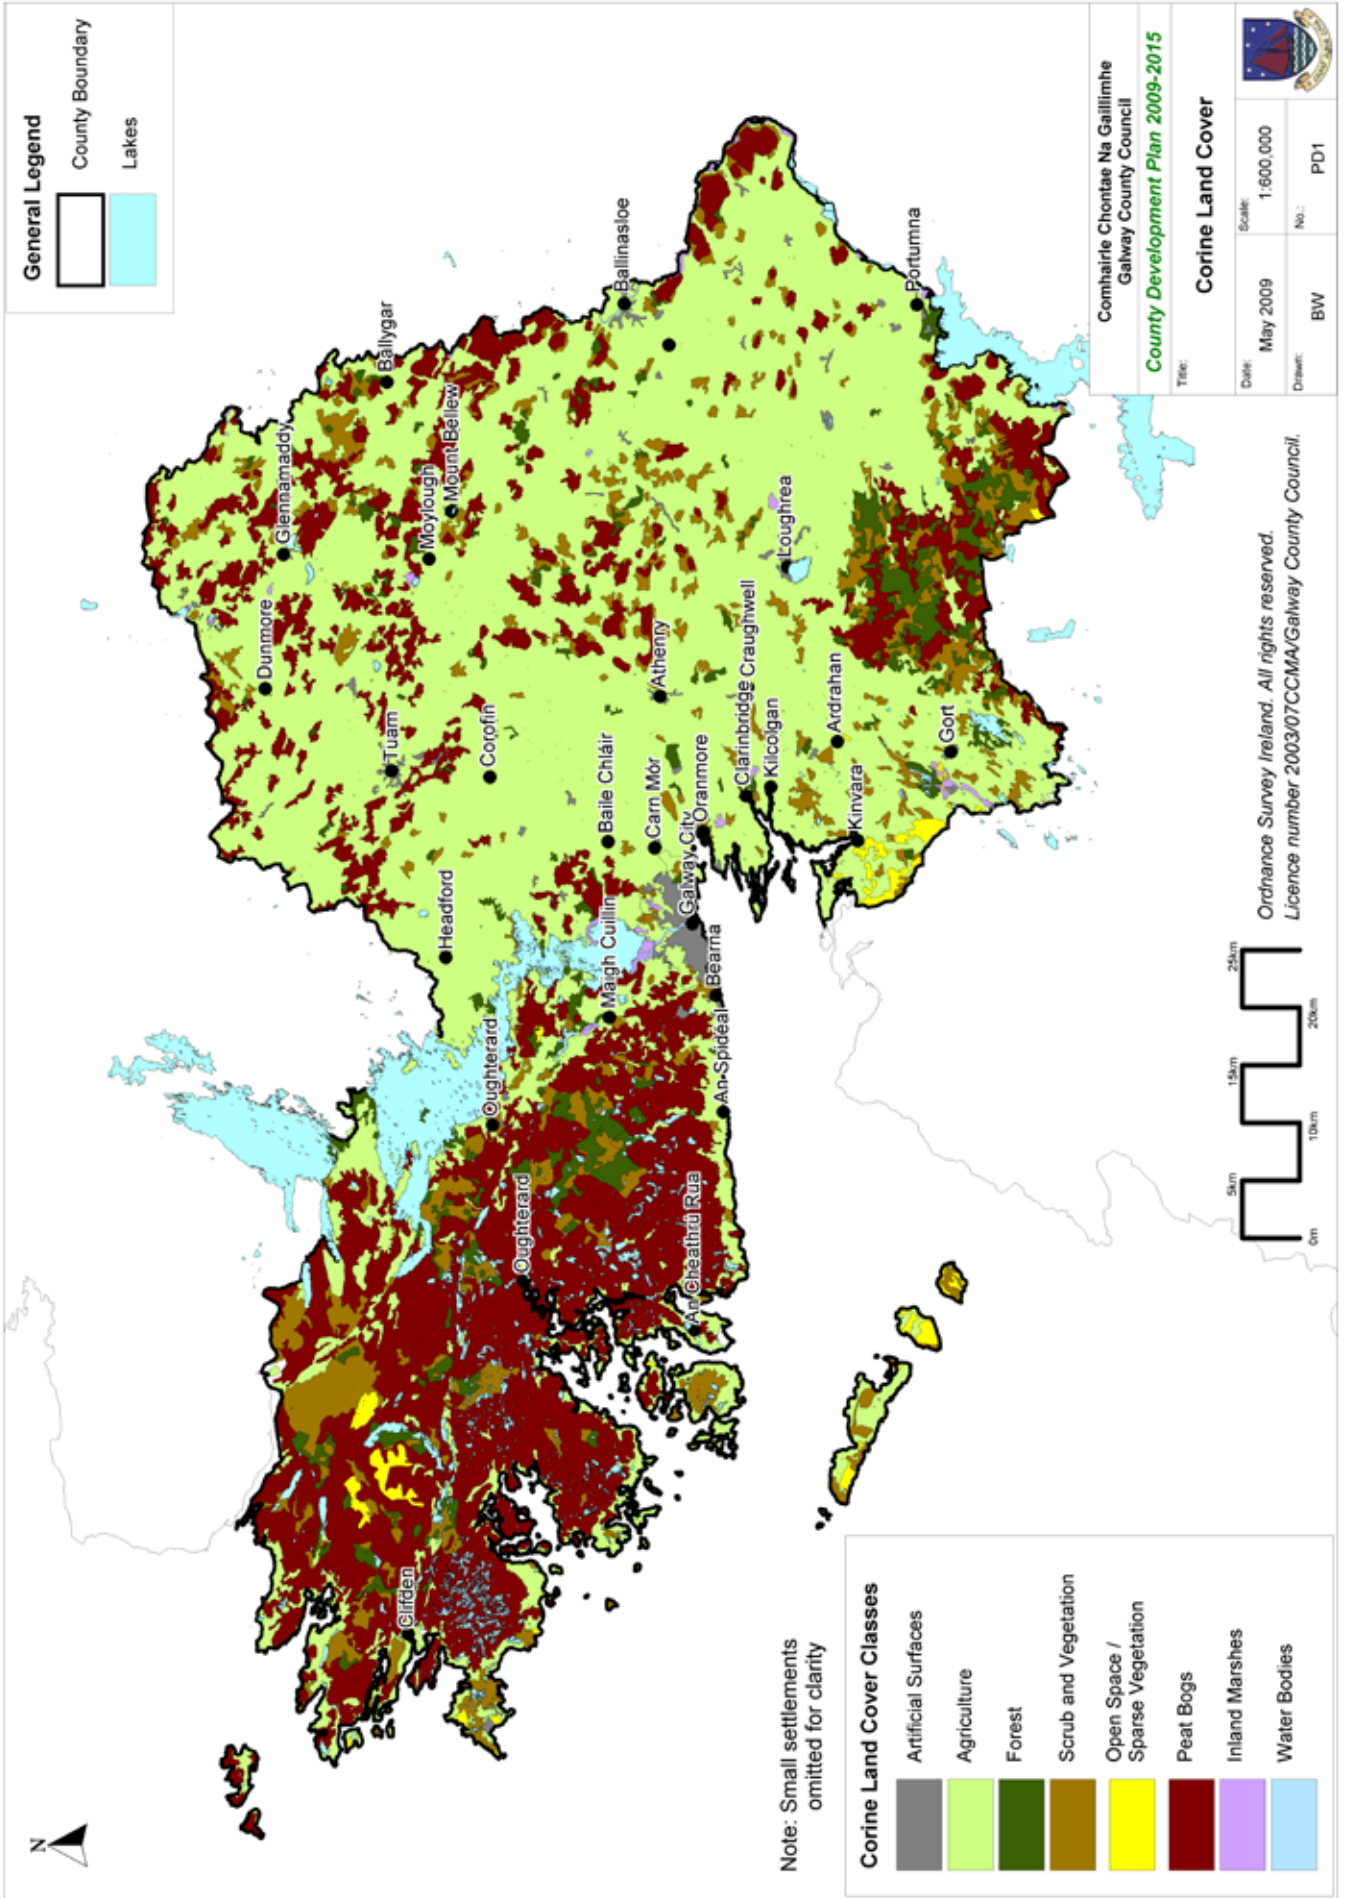 N
General Legend
County Boundary
Lakes
Ballygar
Glennamaddy
Dunmore
Moylough
Mount Bellew
Tuam
Corofin
Headford
Ballinasloe
Baile Chláir
Athenry
Carn Mór
Oranmore
Galway City
Clarinbridge
Craughwell
Kilcolgan
Loughrea
Ardrahan
Kinvara
Gort
Portumna
Maigh Cuilinn
Bearna
An Spidéal
Oughterard
Oughterard
An Cheathrú Rua
Clifden
Note: Small settlements
omitted for clarity
Corine Land Cover Classes
Artificial Surfaces
Agriculture
Forest
Scrub and Vegetation
Open Space /
Sparse Vegetation
Peat Bogs
Inland Marshes
Water Bodies
0m
5km
10km
15km
20km
25km
Ordnance Survey Ireland. All rights reserved.
Licence number 2003/07CCMA/Galway County Council.
Comhairle Chontae Na Gaillimhe
Galway County Council
County Development Plan 2009-2015
Title:
Corine Land Cover
Date:
May 2009
Scale:
1:600,000
Drawn:
BW
No.:
PD1